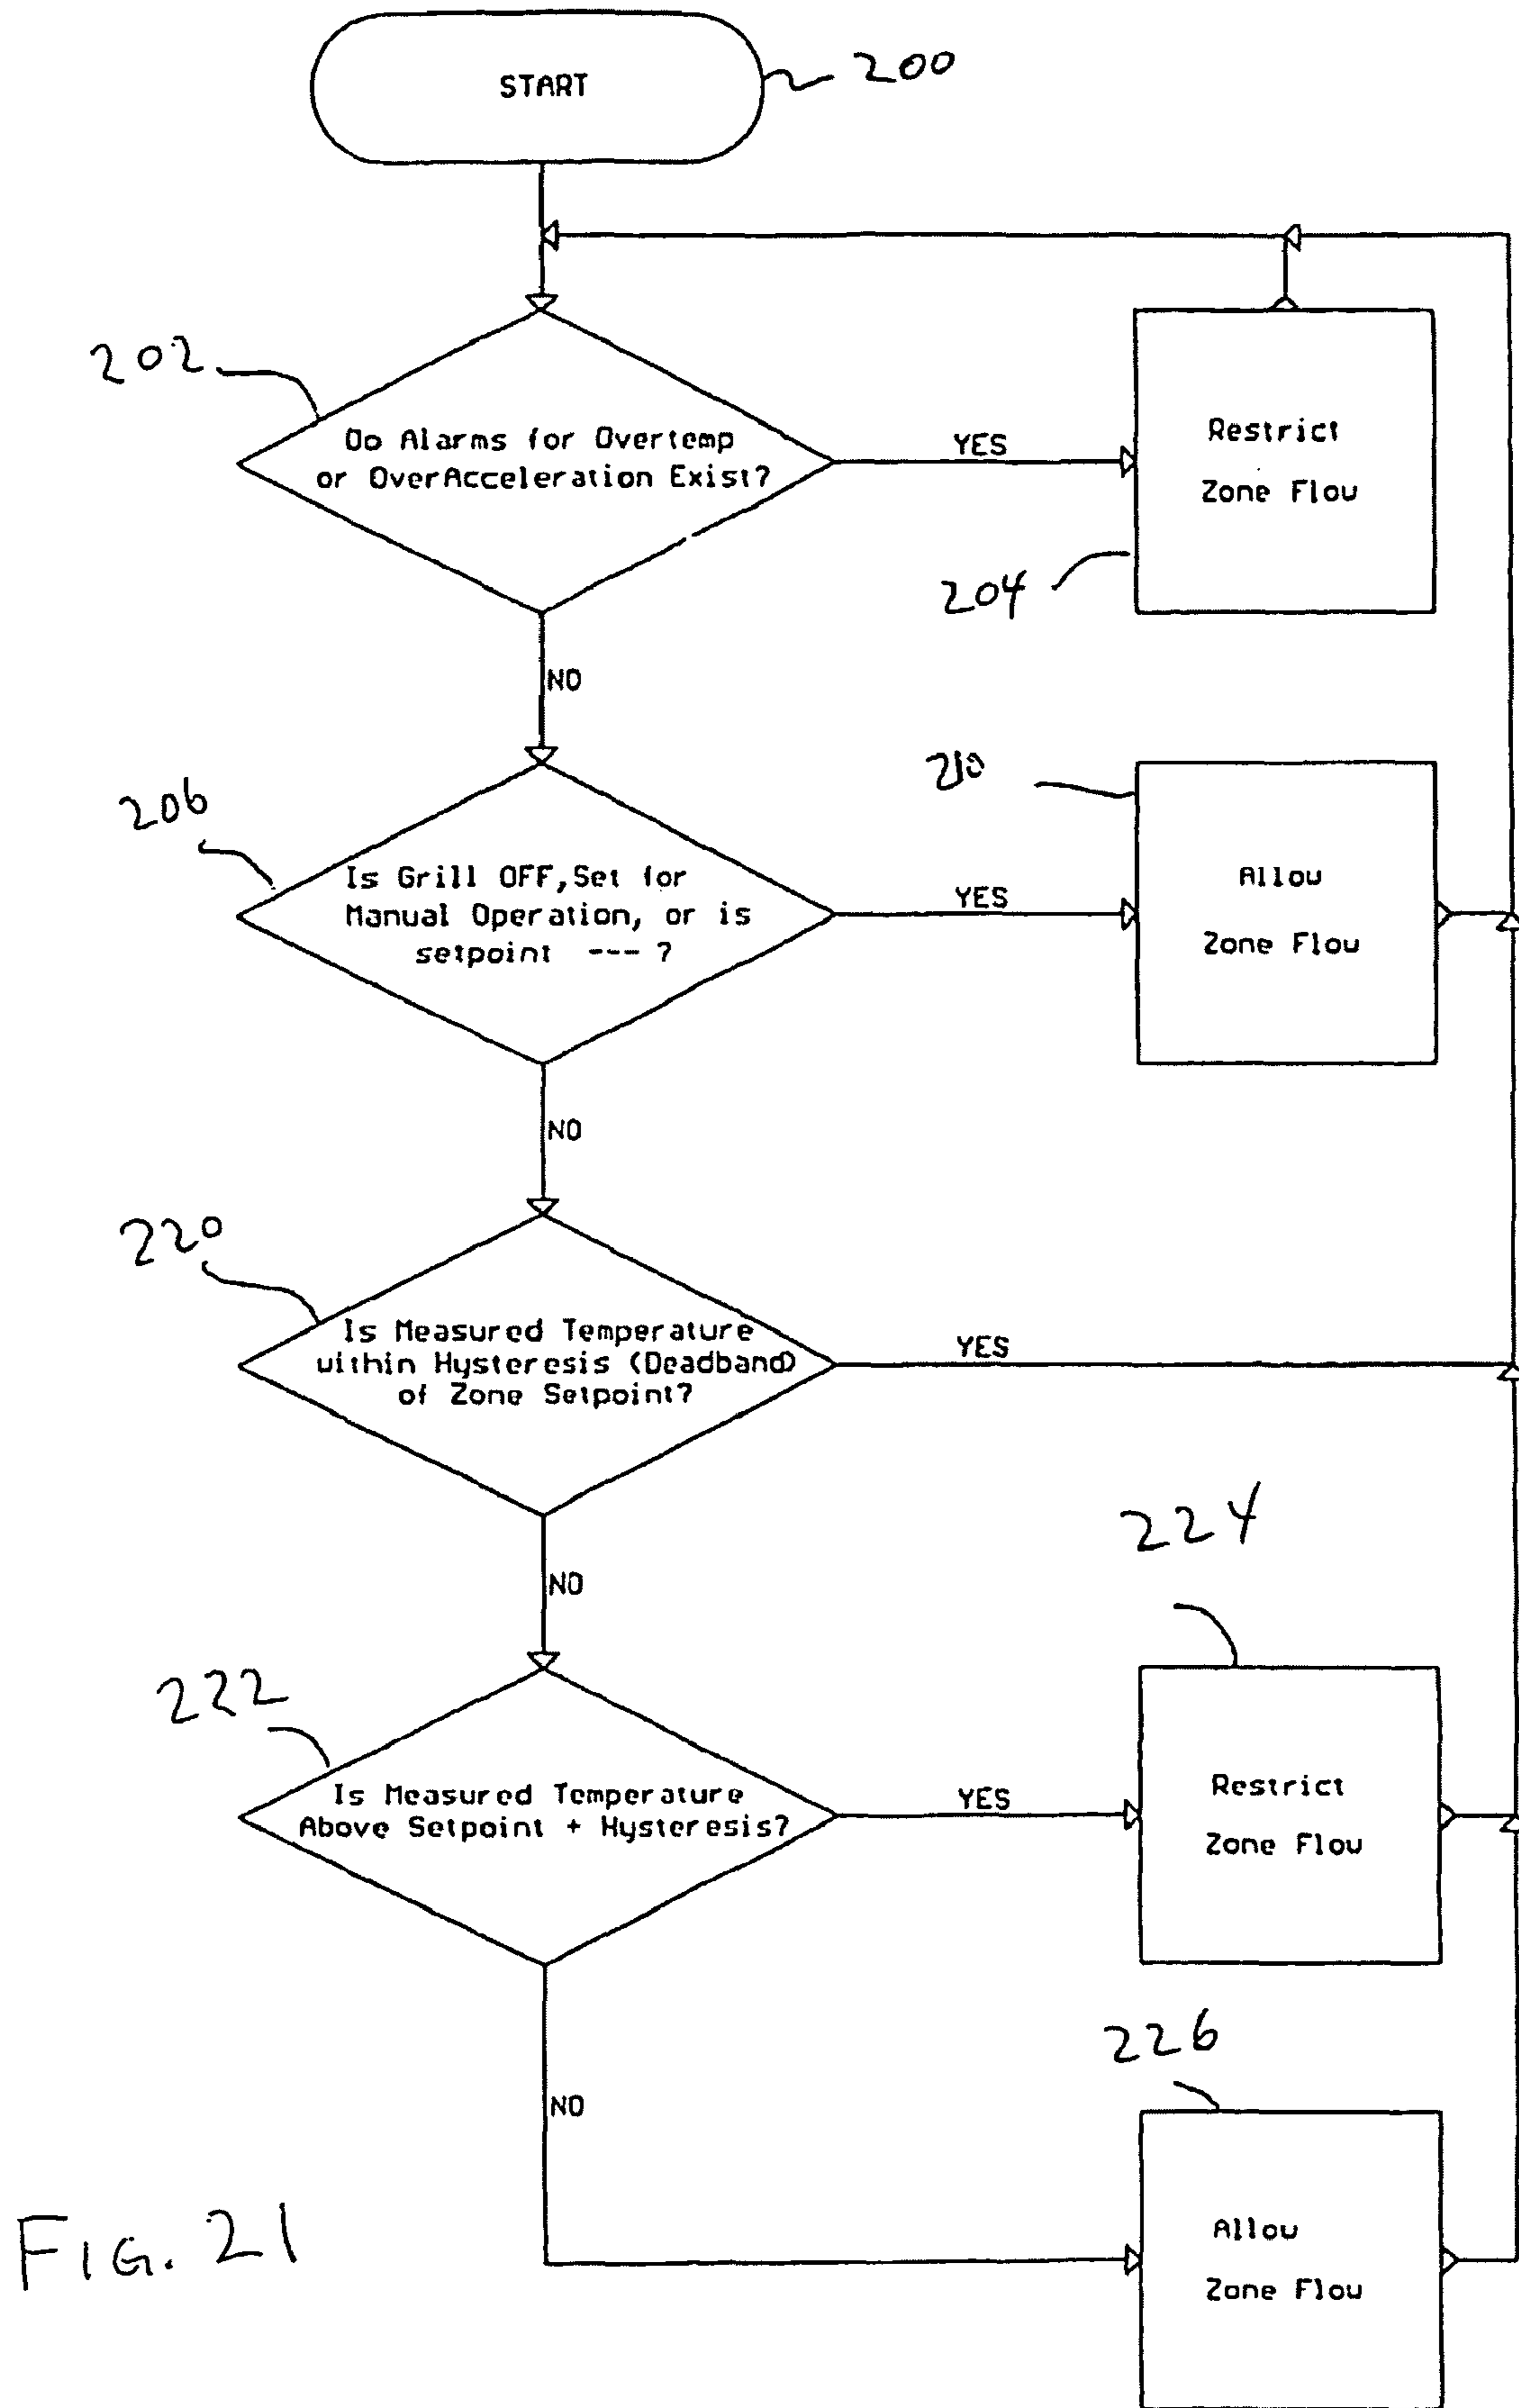 START
200
202
Do Alarms for Overtemp
or OverAcceleration Exist?
YES
Restrict
Zone Flow
204
NO
206
Is Grill OFF, Set for
Manual Operation, or is
setpoint --- ?
YES
210
Allow
Zone Flow
NO
220
Is Measured Temperature
within Hysteresis (Deadband)
of Zone Setpoint?
YES
NO
222
Is Measured Temperature
Above Setpoint + Hysteresis?
YES
224
Restrict
Zone Flow
NO
226
Allow
Zone Flow
FIG. 21